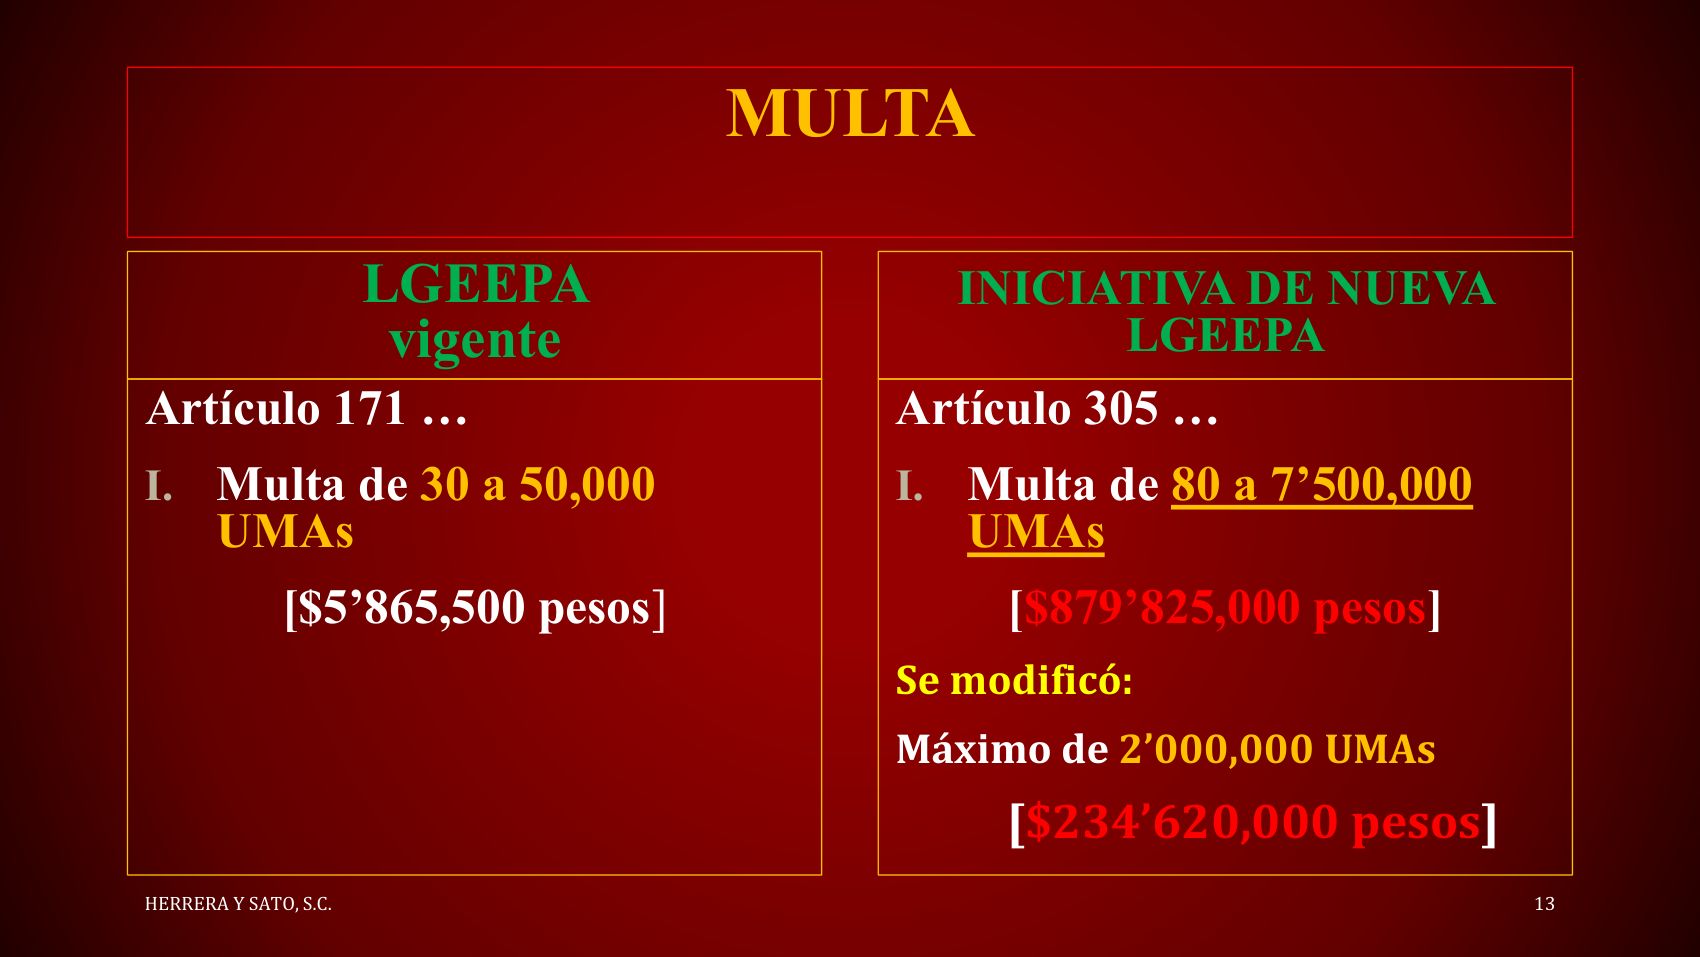 MULTA
LGEEPA
vigente
Artículo 171 …
I. Multa de 30 a 50,000
UMAs
[$5’865,500 pesos]
INICIATIVA DE NUEVA
LGEEPA
Artículo 305 …
I. Multa de 80 a 7’500,000
UMAs
[$879’825,000 pesos]
Se modificó:
Máximo de 2’000,000 UMAs
[$234’620,000 pesos]
HERRERA Y SATO, S.C.
13